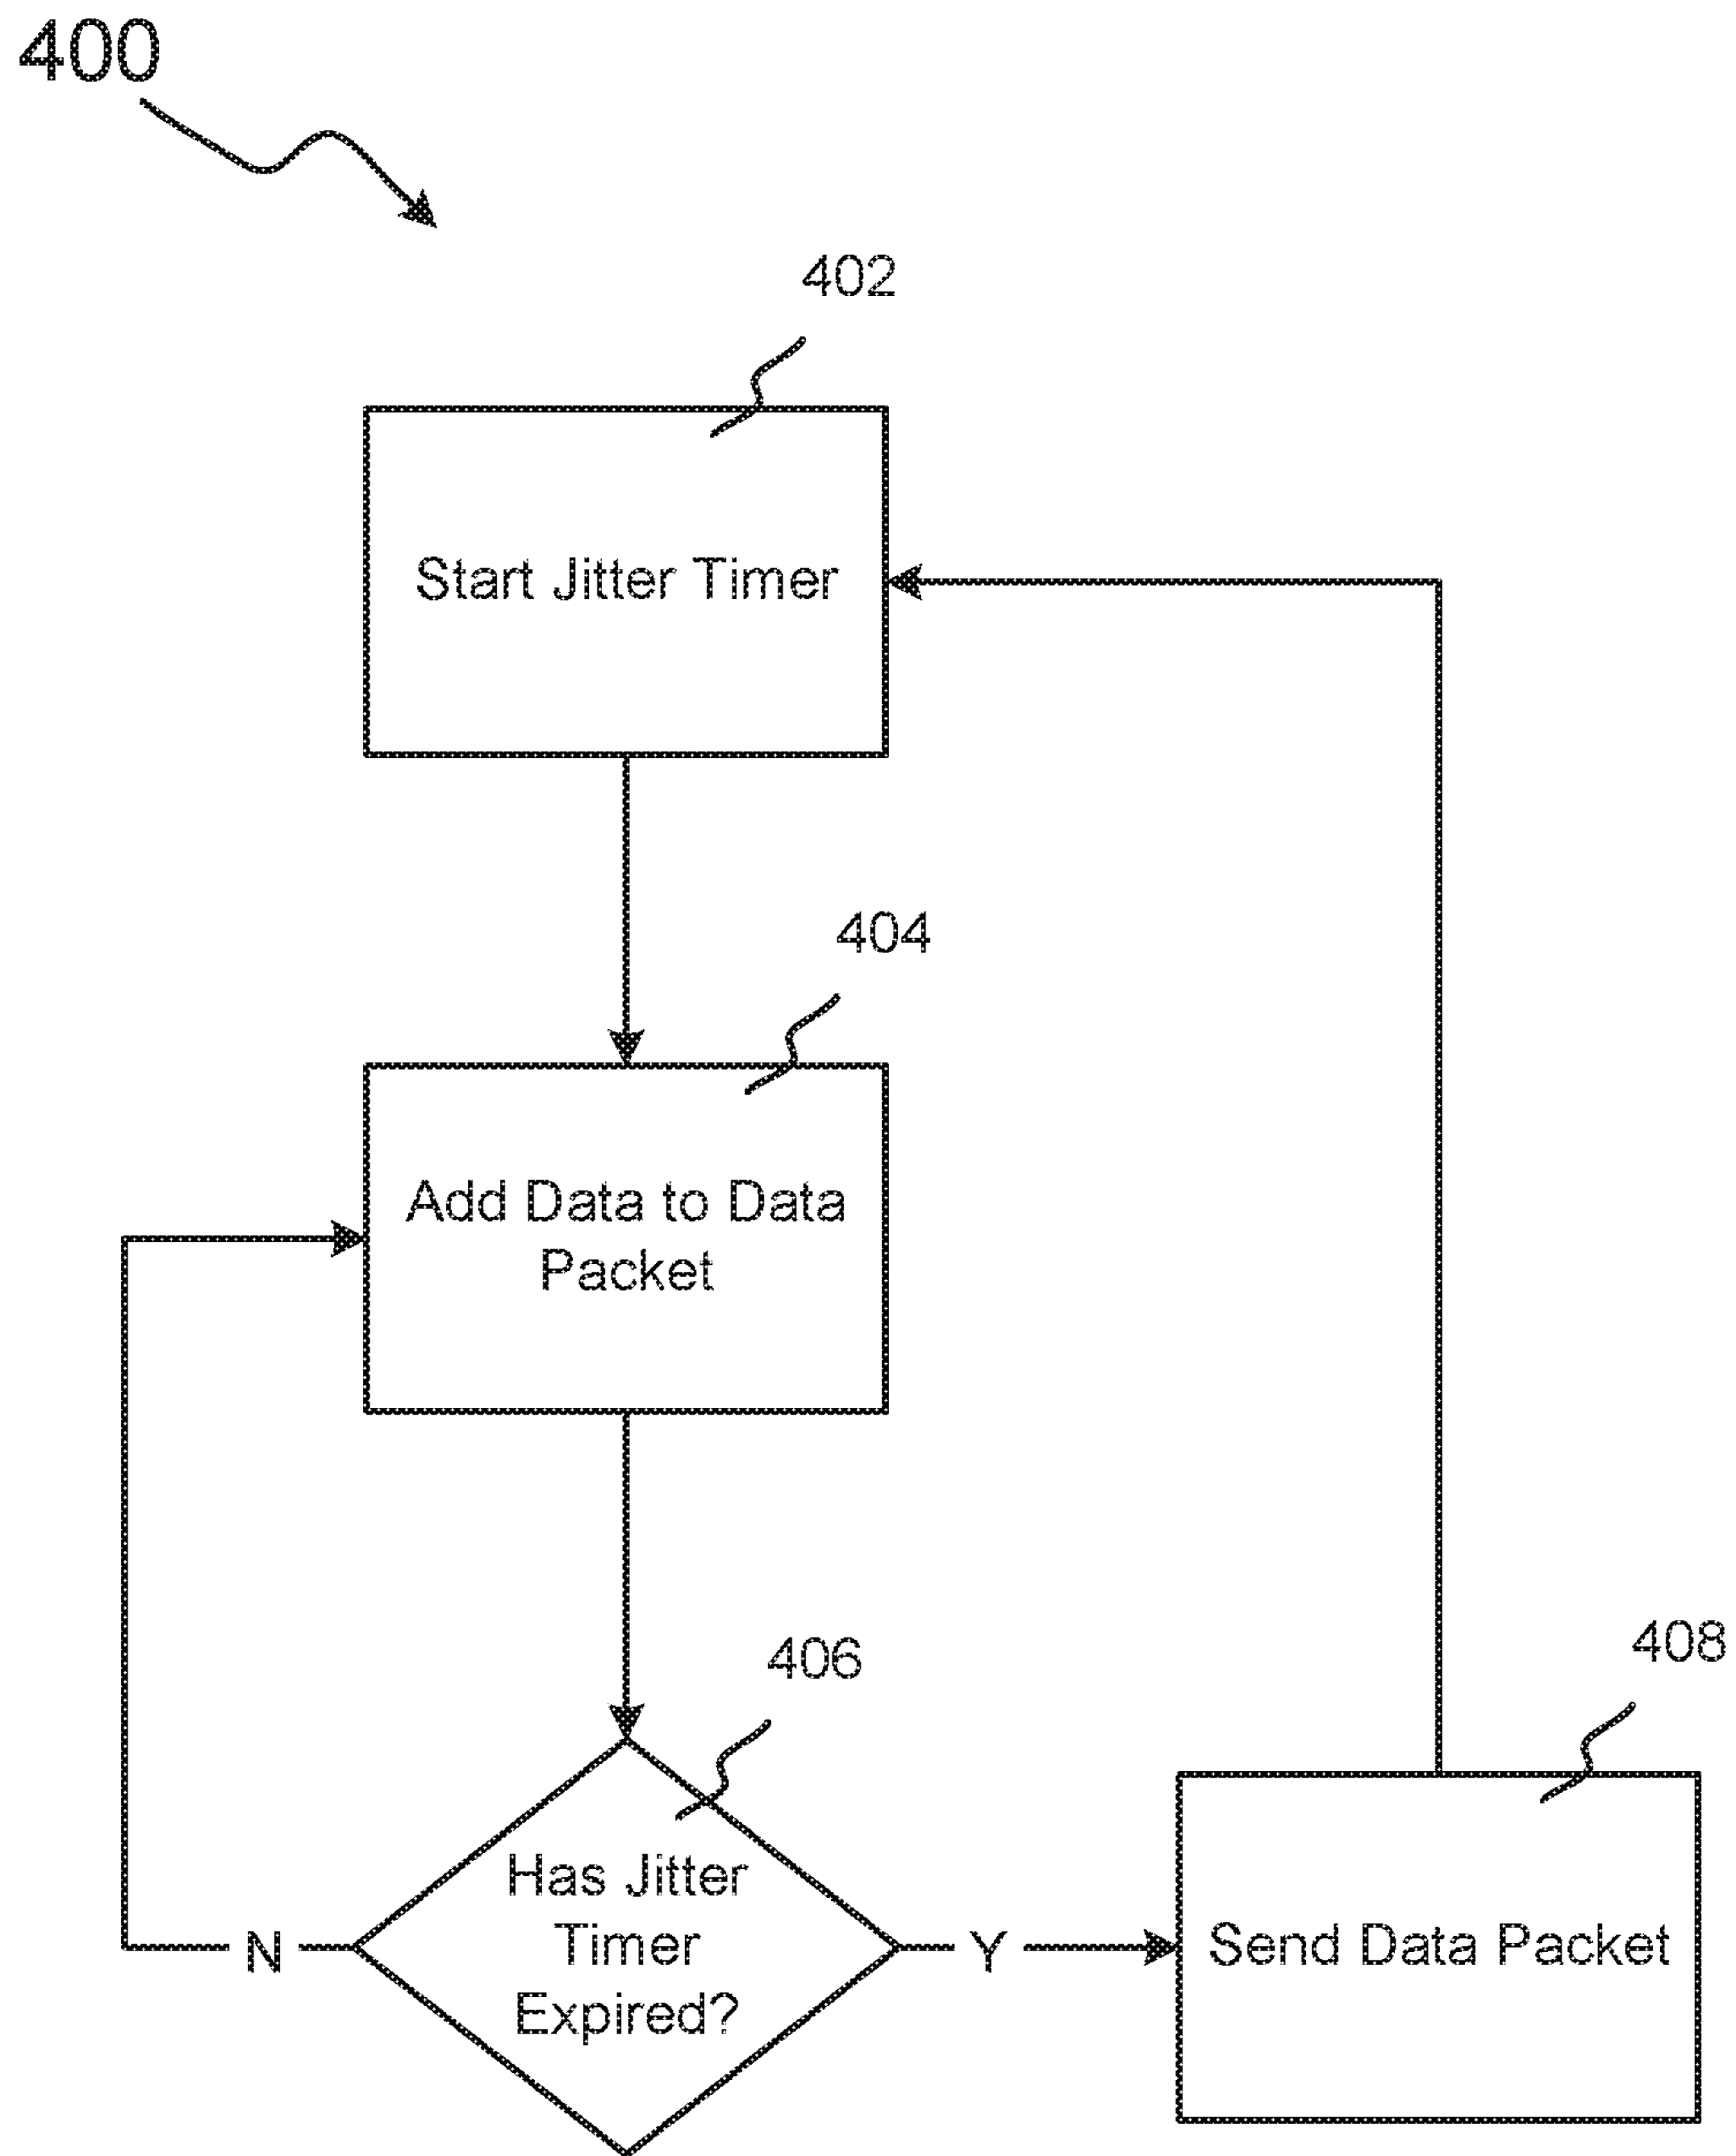 400
402
Start Jitter Timer
404
Add Data to Data
Packet
406
408
Has Jitter
Timer
Expired?
N
Y
Send Data Packet